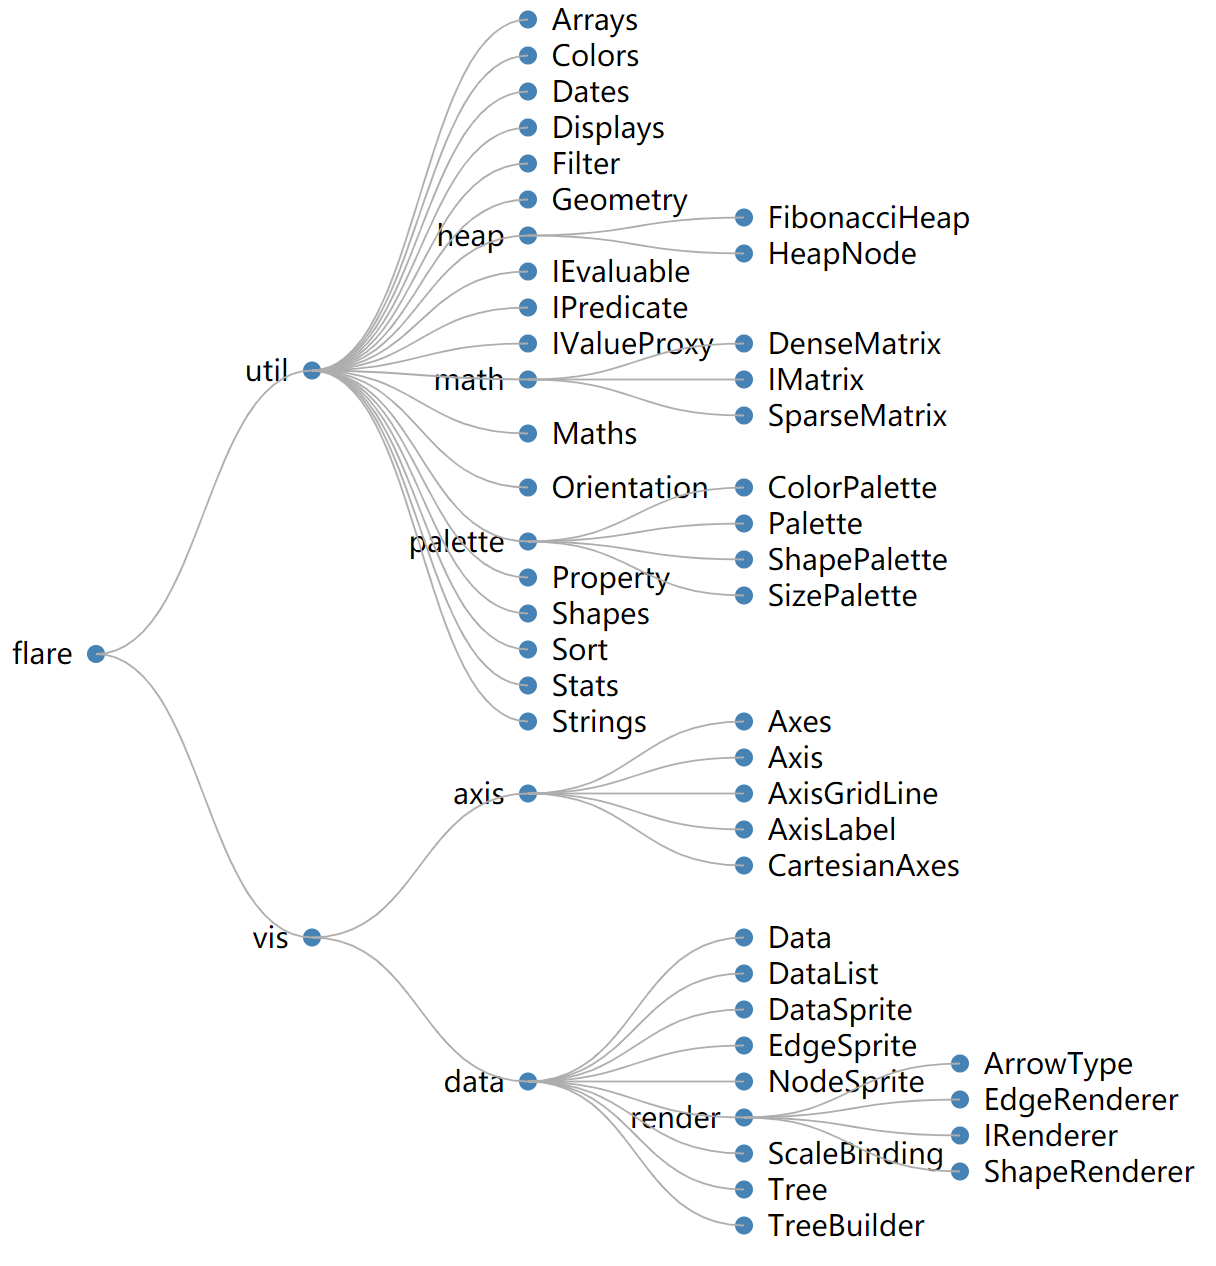 Arrays
Colors
Dates
Displays
Filter
Geometry
FibonacciHeap
heap
HeapNode
IEvaluable
IPredicate
IValueProxy
DenseMatrix
util
math
IMatrix
SparseMatrix
Maths
Orientation
ColorPalette
Palette
palette
ShapePalette
Property
SizePalette
Shapes
flare
Sort
Stats
Strings
Axes
Axis
axis
AxisGridLine
AxisLabel
CartesianAxes
vis
Data
DataList
DataSprite
EdgeSprite
ArrowType
data
NodeSprite
EdgeRenderer
render
IRenderer
ScaleBinding
ShapeRenderer
Tree
TreeBuilder